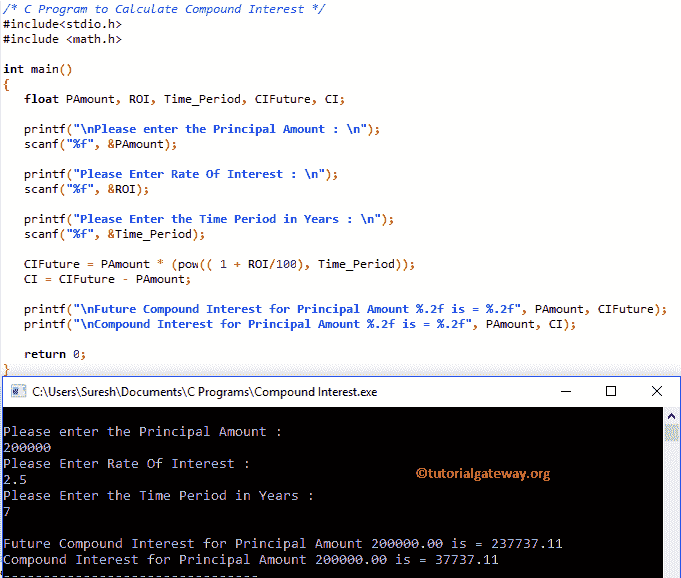 /* C Program to Calculate Compound Interest */
#include<stdio.h>
#include <math.h>
int main()
{
float PAmount, ROI, Time_Period, CIFuture, CI;
printf("\nPlease enter the Principal Amount : \n");
scanf("%f", &PAmount);
printf("Please Enter Rate Of Interest : \n");
scanf("%f", &ROI);
printf("\nPlease Enter the Time Period in Years : \n");
scanf("%f", &Time_Period);
CIFuture = PAmount * (pow(( 1 + ROI/100), Time_Period));
CI = CIFuture - PAmount;
printf("\nFuture Compound Interest for Principal Amount %.2f is = %.2f", PAmount, CIFuture);
printf("\nCompound Interest for Principal Amount %.2f is = %.2f", PAmount, CI);
return 0;
}
C:\Users\Suresh\Documents\C Programs\Compound Interest.exe
Please enter the Principal Amount :
200000
Please Enter Rate Of Interest :
2.5
©tutorialgateway.org
Please Enter the Time Period in Years :
7
Future Compound Interest for Principal Amount 200000.00 is = 237737.11
Compound Interest for Principal Amount 200000.00 is = 37737.11
--------------------------------